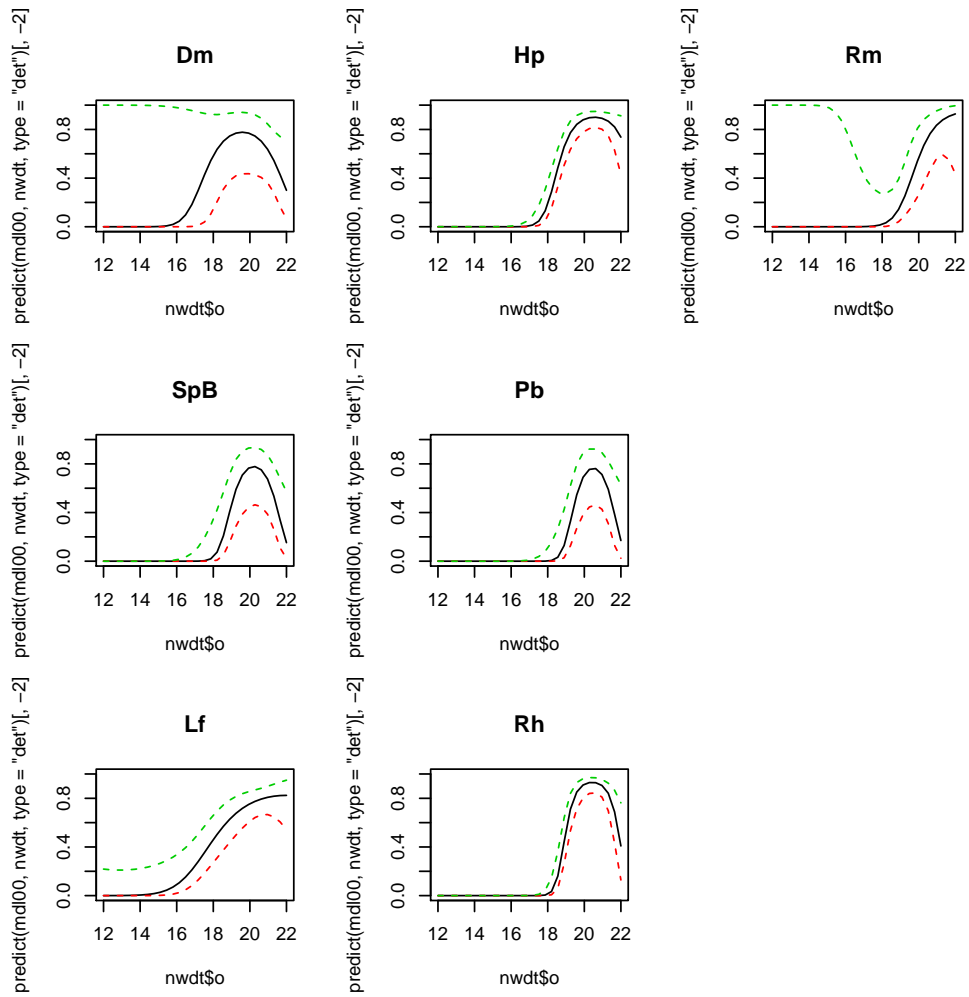 Dm
predict(mdl00, nwdt, type = "det")[, −2]
0.0 0.4 0.8
12 14 16 18 20 22
nwdt$o
Hp
predict(mdl00, nwdt, type = "det")[, −2]
0.0 0.4 0.8
12 14 16 18 20 22
nwdt$o
Rm
predict(mdl00, nwdt, type = "det")[, −2]
0.0 0.4 0.8
12 14 16 18 20 22
nwdt$o
SpB
predict(mdl00, nwdt, type = "det")[, −2]
0.0 0.4 0.8
12 14 16 18 20 22
nwdt$o
Pb
predict(mdl00, nwdt, type = "det")[, −2]
0.0 0.4 0.8
12 14 16 18 20 22
nwdt$o
Lf
predict(mdl00, nwdt, type = "det")[, −2]
0.0 0.4 0.8
12 14 16 18 20 22
nwdt$o
Rh
predict(mdl00, nwdt, type = "det")[, −2]
0.0 0.4 0.8
12 14 16 18 20 22
nwdt$o